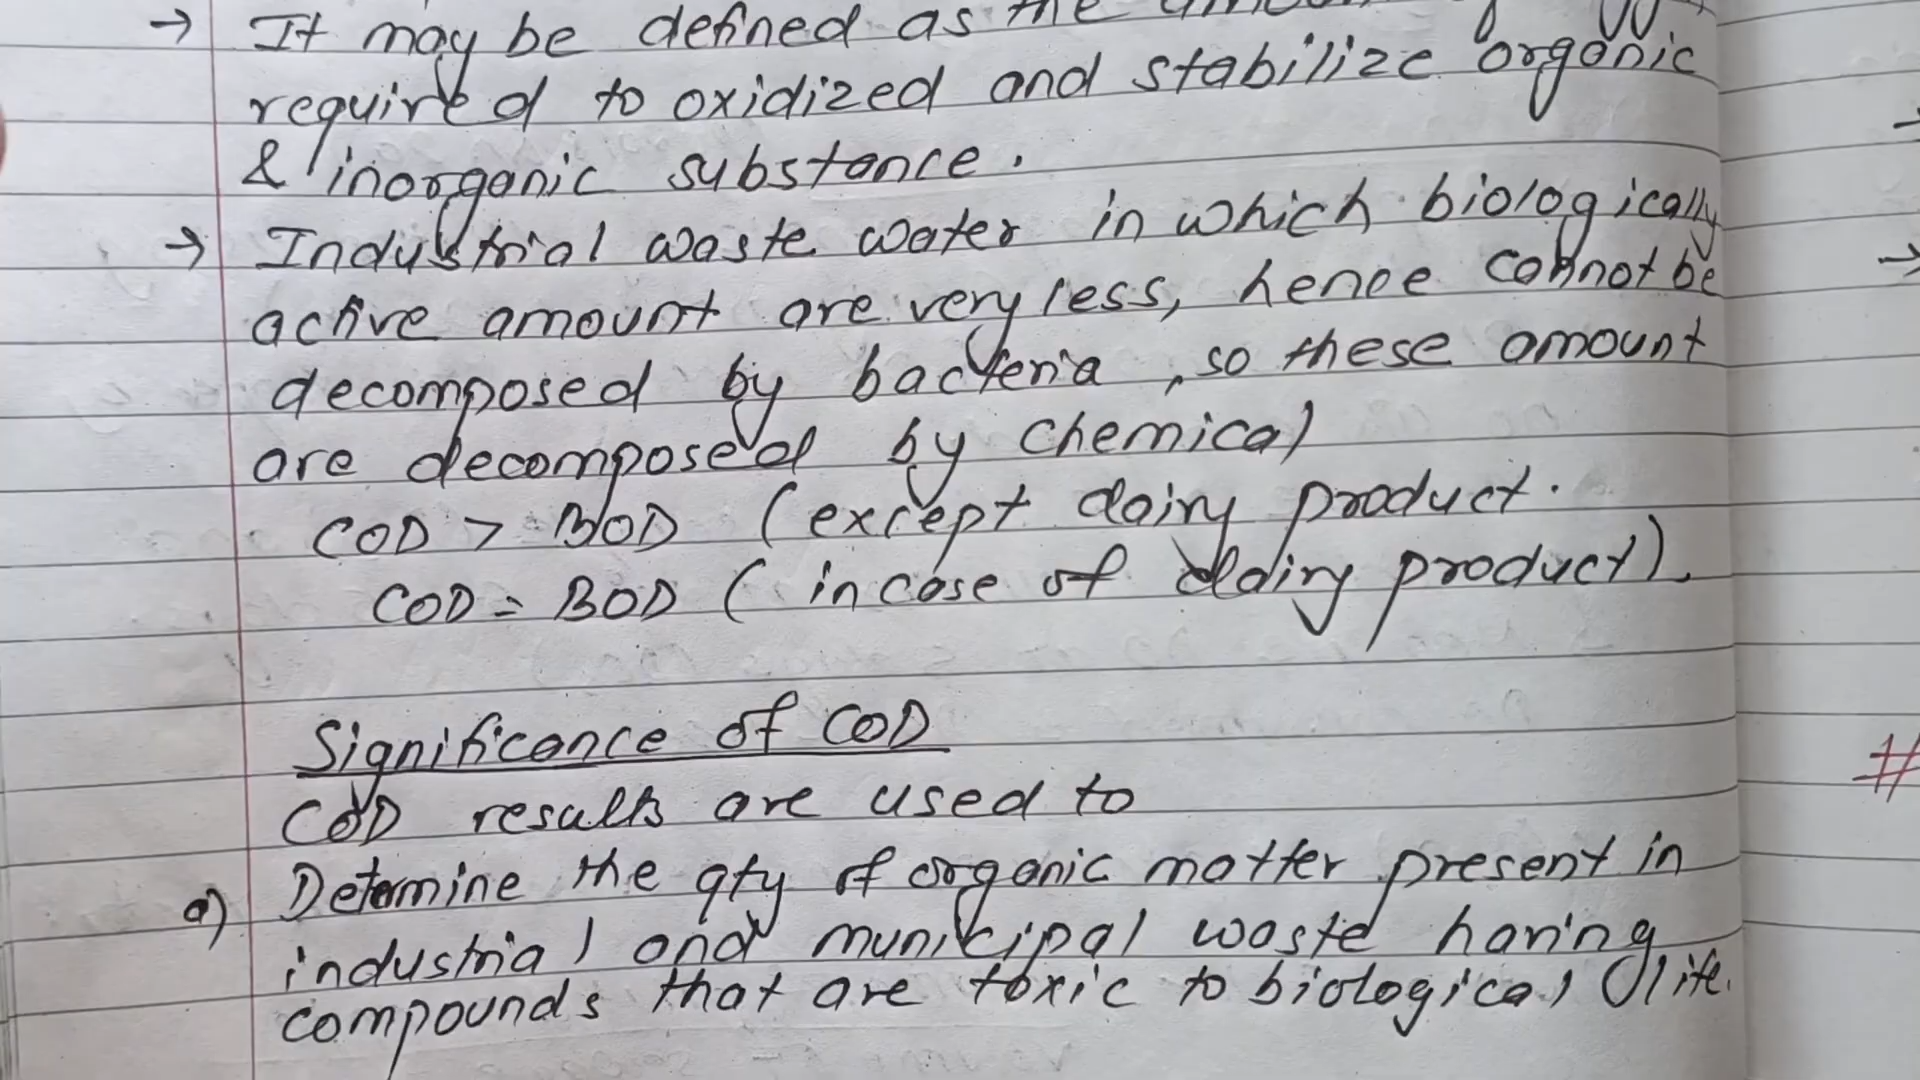 → It may be defined as the amount of
required to oxidized and stabilize organic
& inorganic substance.
→ Industrial waste water in which biologically
active amount are very less, hence cannot be
decomposed by bacteria, so these amount
are decomposed by chemical
COD > BOD (except dairy product.
COD = BOD (in case of dairy product).
Significance of COD
COD results are used to
a) Determine the qty of organic matter present in
industrial and municipal waste having
compounds that are toxic to biological life.
→
→
#